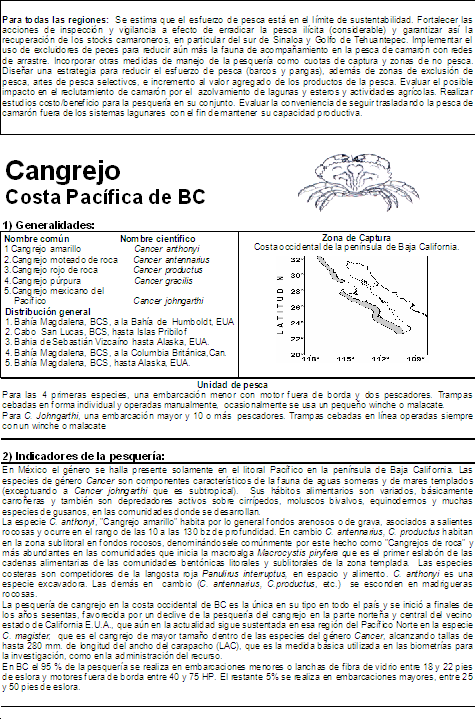 Para todas las regiones: Se estima que el esfuerzo de pesca está en el límite de sustentabilidad. Fortalecer las
acciones de inspección y vigilancia a efecto de eradicar la pesca ilícita (considerable) y garantizar así la
recuperación de los stocks camaroneros, en particular del sur de Sinaloa y Golfo de Tehuantepec. Implementar el
uso de excluidores de peces para reducir aún más la fauna de acompañamiento en la pesca de camarón con redes
de arrastre. Incorporar otras medidas de manejo de la pesquería como cuotas de captura y zonas de no pesca.
Diseñar una estrategia para reducir el esfuerzo de pesca (barcos y pangas), además de zonas de exclusión de
pesca, artes de pesca selectivos, e incremento al valor agregado de los productos de la pesca. Evaluar el posible
impacto en el reclutamiento de camarón por el azolvamiento de lagunas y esteros y actividades agrícolas. Realizar
estudios costo/beneficio para la pesquería en su conjunto. Evaluar la conveniencia de seguir trasladando la pesca de
camarón fuera de los sistemas lagunares con el fin de mantener su capacidad productiva.
Cangrejo
Costa Pacífica de BC
1) Generalidades:
Nombre común Nombre científico
1 Cangrejo amarillo Cancer anthonyi
2.Cangrejo moteado de roca Cancer antennarius
3.Cangrejo rojo de roca Cancer productus
4.Cangrejo púrpura Cancer gracilis
5.Cangrejo mexicano del
Pacífico Cancer johngarthi
Distribución general
1. Bahía Magdalena, BCS, a la Bahía de Humboldt, EUA
2. Cabo San Lucas, BCS, hasta Islas Pribilof
3. Bahía de Sebastián Vizcaíno hasta Alaska, EUA.
4. Bahía Magdalena, BCS, a la Columbia Británica,Can.
5. Bahía Magdalena, BCS, hasta Alaska, EUA.
Zona de Captura
Costa occidental de la península de Baja California.
LATITUD N
32°
30°
28°
26°
24°
22°
20°
118° 115° 112° 109°
Unidad de pesca
Para las 4 primeras especies, una embarcación menor con motor fuera de borda y dos pescadores. Trampas
cebadas en forma individual y operadas manualmente, ocasionalmente se usa un pequeño winche o malacate.
Para C. Johngarthi, una embarcación mayor y 10 o más pescadores. Trampas cebadas en línea operadas siempre
con un winche o malacate
2) Indicadores de la pesquería:
En México el género se halla presente solamente en el litoral Pacífico en la península de Baja California. Las
especies de género Cancer son componentes característicos de la fauna de aguas someras y de mares templados
(exceptuando a Cancer johngarthi que es subtropical). Sus hábitos alimentarios son variados, básicamente
carroñeras y también son depredadores activos sobre cirrípedos, moluscos bivalvos, equinodermos y muchas
especies de gusanos, en las comunidades donde se desarrollan.
La especie C. anthonyi, "Cangrejo amarillo" habita por lo general fondos arenosos o de grava, asociados a salientes
rocosas y ocurre en el rango de las 10 a las 130 bz de profundidad. En cambio C. antennarius, C. productus habitan
en la zona sublitoral en fondos rocosos, denominándosele comúnmente por este hecho como "Cangrejos de roca" y
más abundantes en las comunidades que inicia la macroalga Macrocystis piryfera que es el primer eslabón de las
cadenas alimentarias de las comunidades bentónicas litorales y sublitorales de la zona templada. Las especies
costeras son competidores de la langosta roja Panulirus interruptus, en espacio y alimento. C. anthonyi es una
especie excavadora. Las demás en cambio (C. antennarius, C.productus, etc.) se esconden en madrigueras
rocosas.
La pesquería de cangrejo en la costa occidental de BC es la única en su tipo en todo el país y se inició a finales de
los años sesentas, favorecida por un declive de la pesquería del cangrejo en la parte norteña y central del vecino
estado de California E.U.A., que aún en la actualidad sigue sustentada en esa región del Pacífico Norte en la especie
C. magister, que es el cangrejo de mayor tamaño dentro de las especies del género Cancer, alcanzando tallas de
hasta 280 mm. de longitud del ancho del carapacho (LAC), que es la medida básica utilizada en las biometrías para
la investigación, como en la administración del recurso.
En BC el 95 % de la pesquería se realiza en embarcaciones menores o lanchas de fibra de vidrio entre 18 y 22 pies
de eslora y motores fuera de borda entre 40 y 75 HP. El restante 5% se realiza en embarcaciones mayores, entre 25
y 50 pies de eslora.